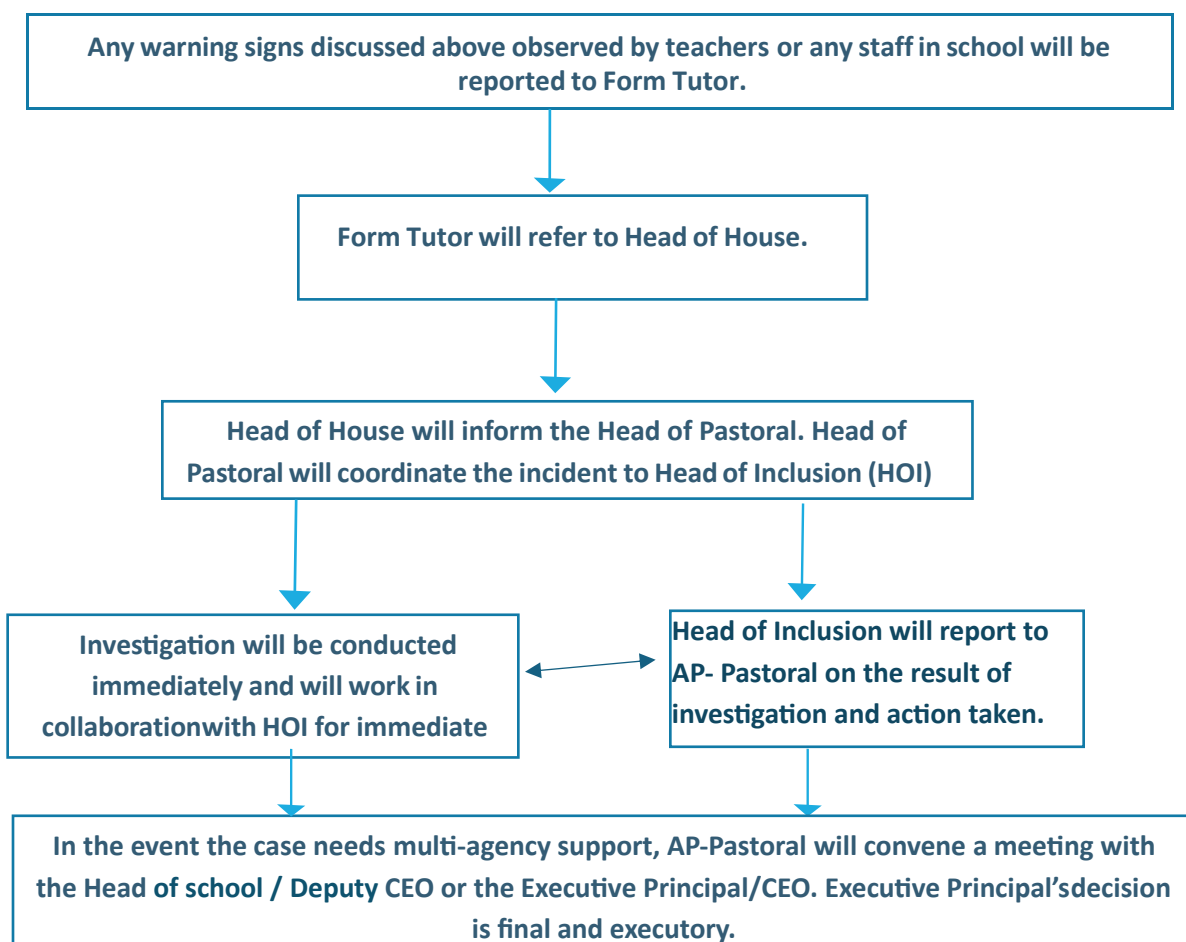 Any warning signs discussed above observed by teachers or any staff in school will be
reported to Form Tutor.
Form Tutor will refer to Head of House.
Head of House will inform the Head of Pastoral. Head of
Pastoral will coordinate the incident to Head of Inclusion (HOI)
Investigation will be conducted
immediately and will work in
collaborationwith HOI for immediate
Head of Inclusion will report to
AP- Pastoral on the result of
investigation and action taken.
In the event the case needs multi-agency support, AP-Pastoral will convene a meeting with
the Head of school / Deputy CEO or the Executive Principal/CEO. Executive Principal'sdecision
is final and executory.